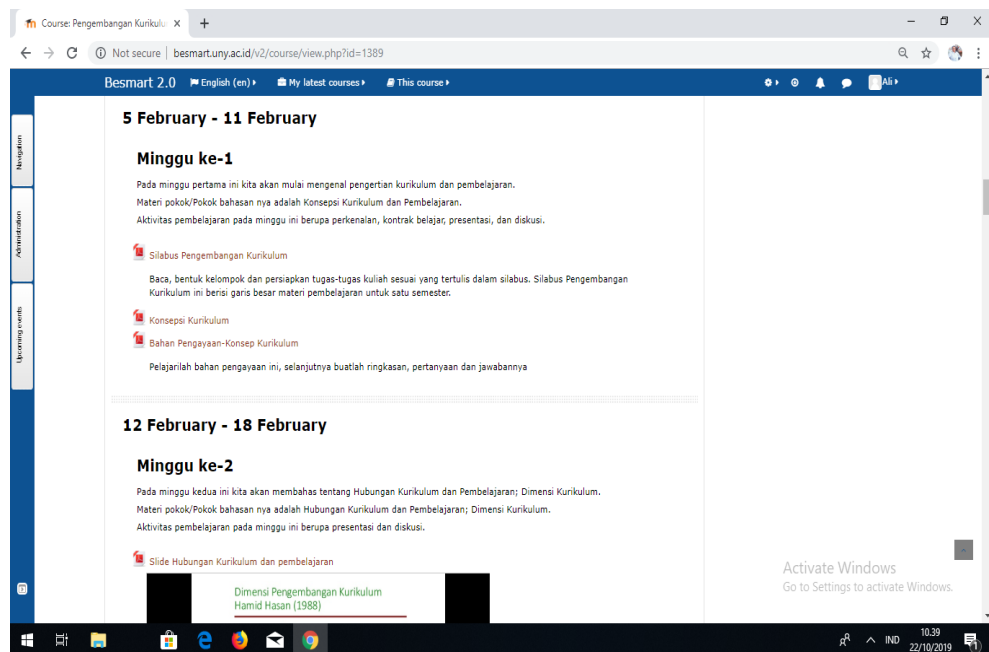 Course: Pengembangan Kurikulu
Not secure | besmart.uny.ac.id/v2/course/view.php?id=1389
Besmart 2.0 English (en) My latest courses This course Ali
Navigation
Administration
Upcoming events
5 February - 11 February
Minggu ke-1
Pada minggu pertama ini kita akan mulai mengenal pengertian kurikulum dan pembelajaran.
Materi pokok/Pokok bahasan nya adalah Konsepsi Kurikulum dan Pembelajaran.
Aktivitas pembelajaran pada minggu ini berupa perkenalan, kontrak belajar, presentasi, dan diskusi.
Silabus Pengembangan Kurikulum
Baca, bentuk kelompok dan persiapkan tugas-tugas kuliah sesuai yang tertulis dalam silabus. Silabus Pengembangan
Kurikulum ini berisi garis besar materi pembelajaran untuk satu semester.
Konsepsi Kurikulum
Bahan Pengayaan-Konsep Kurikulum
Pelajarilah bahan pengayaan ini, selanjutnya buatlah ringkasan, pertanyaan dan jawabannya
12 February - 18 February
Minggu ke-2
Pada minggu kedua ini kita akan membahas tentang Hubungan Kurikulum dan Pembelajaran; Dimensi Kurikulum.
Materi pokok/Pokok bahasan nya adalah Hubungan Kurikulum dan Pembelajaran; Dimensi Kurikulum.
Aktivitas pembelajaran pada minggu ini berupa presentasi dan diskusi.
Slide Hubungan Kurikulum dan pembelajaran
Dimensi Pengembangan Kurikulum
Hamid Hasan (1988)
Activate Windows
Go to Settings to activate Windows.
IND
10.39
22/10/2019